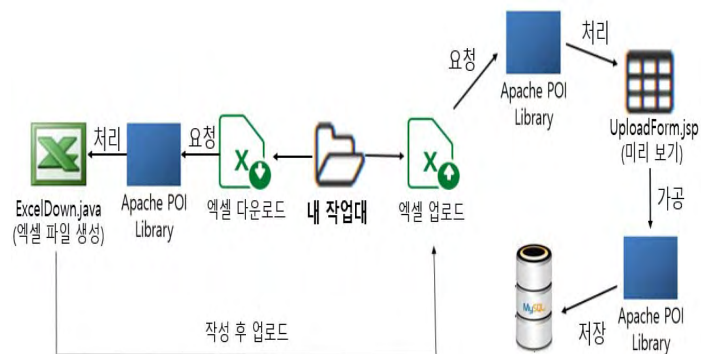 요청
Apache POI
Library
처리
UploadForm.jsp
(미리 보기)
가공
Apache POI
Library
저장
MySQL
처리
요청
ExcelDown.java
(엑셀 파일 생성)
Apache POI
Library
엑셀 다운로드
내 작업대
엑셀 업로드
작성 후 업로드